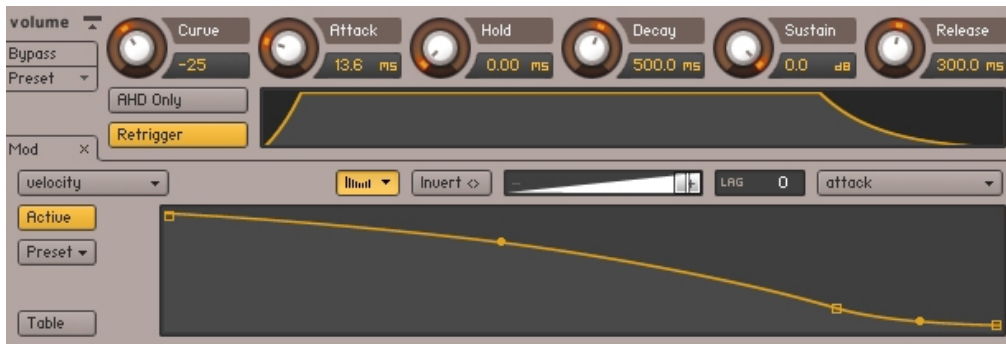 volume
Curve
Attack
Hold
Decay
Sustain
Release
Bypass
Preset
-25
13.6 ms
0.00 ms
500.0 ms
0.0 dB
300.0 ms
AHD Only
Retrigger
Mod ×
velocity
Invert <>
LAG 0
attack
Active
Preset
Table